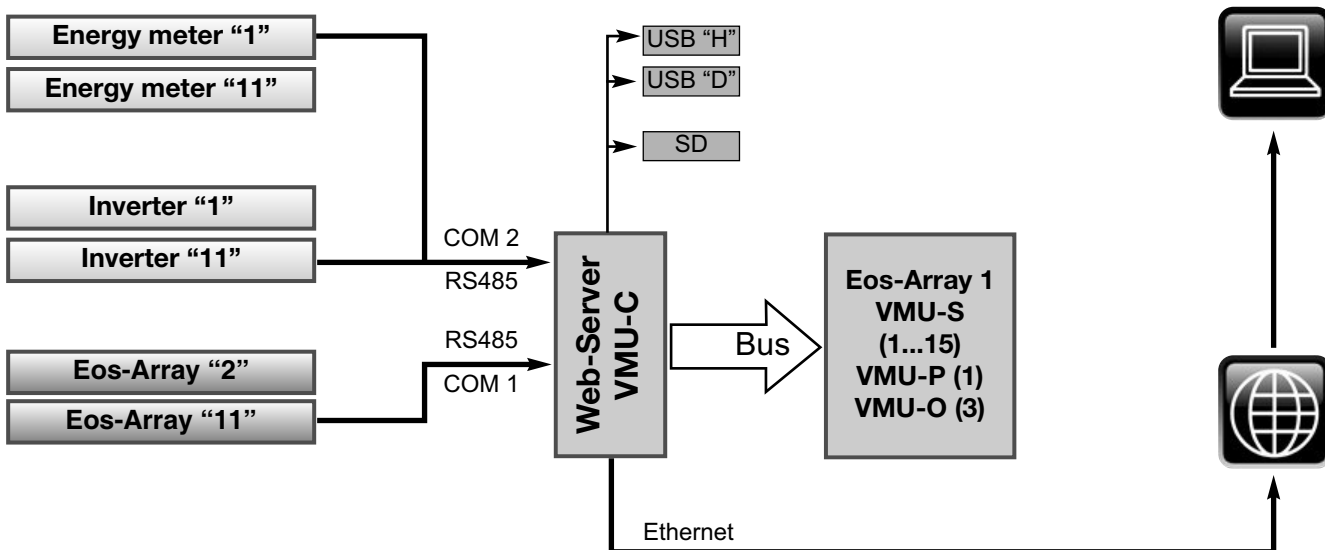 Energy meter “1”
Energy meter “11”
Inverter “1”
Inverter “11”
Eos-Array “2”
Eos-Array “11”
COM 2
RS485
RS485
COM 1
USB “H”
USB “D”
SD
Web-Server
VMU-C
Bus
Eos-Array 1
VMU-S
(1...15)
VMU-P (1)
VMU-O (3)
Ethernet